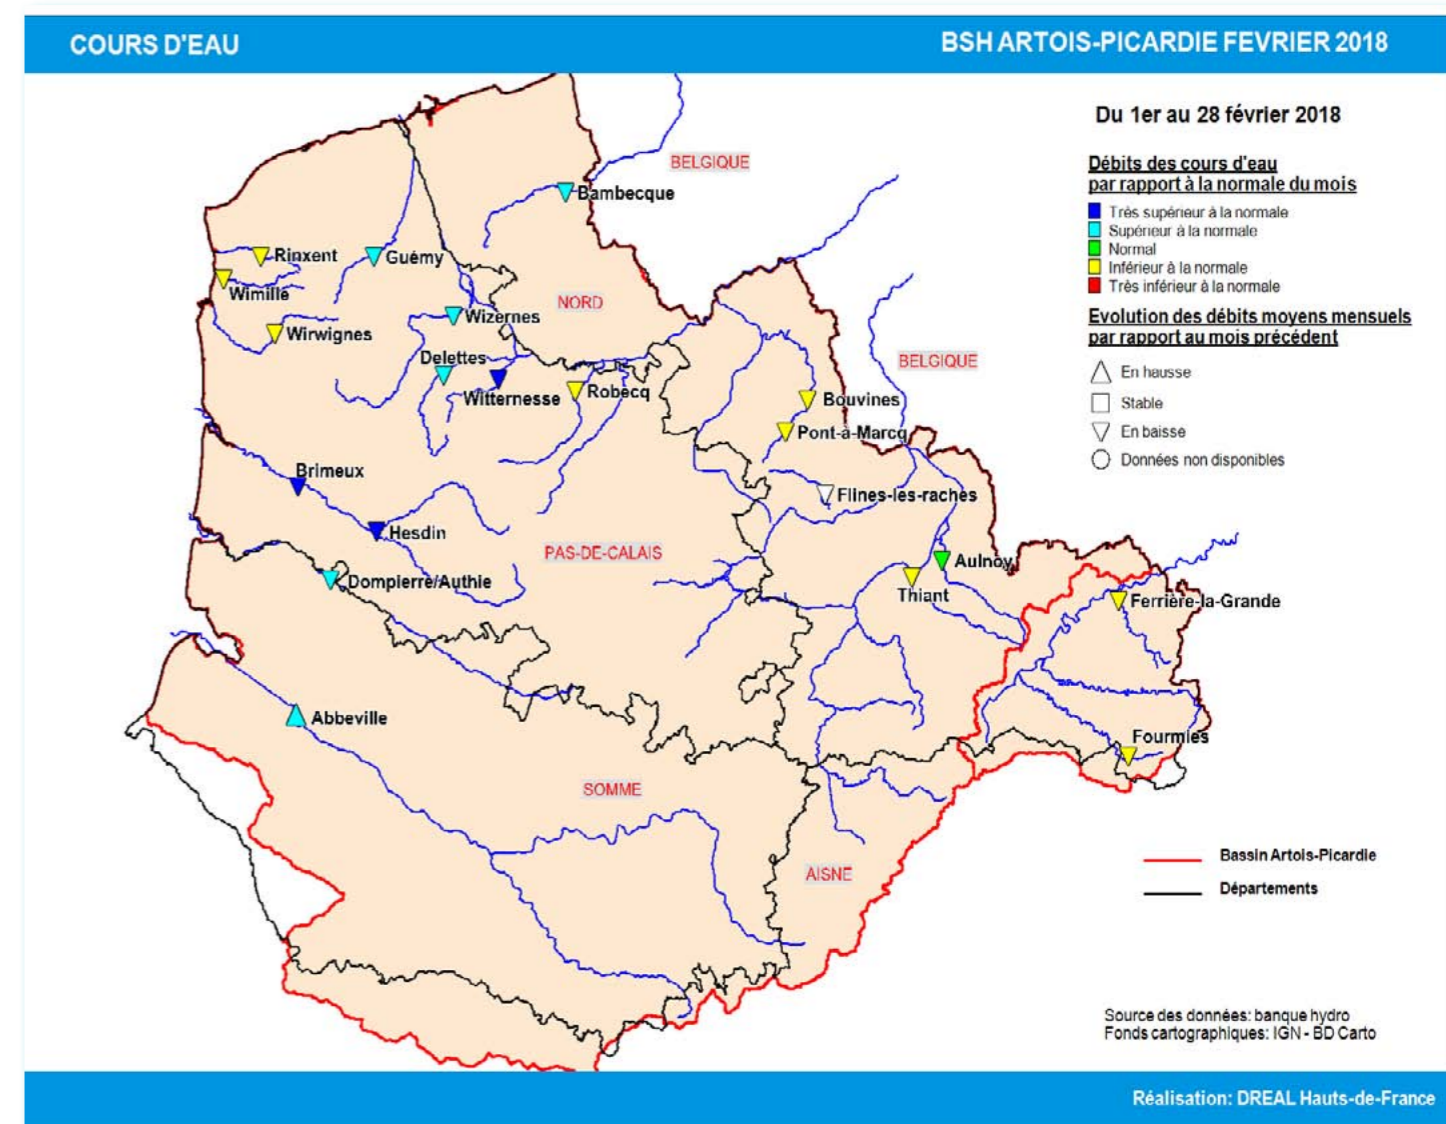 COURS D'EAU
BSH ARTOIS-PICARDIE FEVRIER 2018
Du 1er au 28 février 2018
Débits des cours d'eau
par rapport à la normale du mois
Très supérieur à la normale
Supérieur à la normale
Normal
Inférieur à la normale
Très inférieur à la normale
Evolution des débits moyens mensuels
par rapport au mois précédent
En hausse
Stable
En baisse
Données non disponibles
BELGIQUE
Bambecque
Rinxent
Guémy
Wimille
NORD
Wizernes
Wirwignes
Delettes
BELGIQUE
Witternesse
Robecq
Bouvines
Pont-à-Marcq
Brimeux
Flines-les-raches
Hesdin
PAS-DE-CALAIS
Aulnoy
Dompierre/Authie
Thiant
Ferrière-la-Grande
Abbeville
Fourmies
SOMME
AISNE
Bassin Artois-Picardie
Départements
Source des données: banque hydro
Fonds cartographiques: IGN - BD Carto
Réalisation: DREAL Hauts-de-France